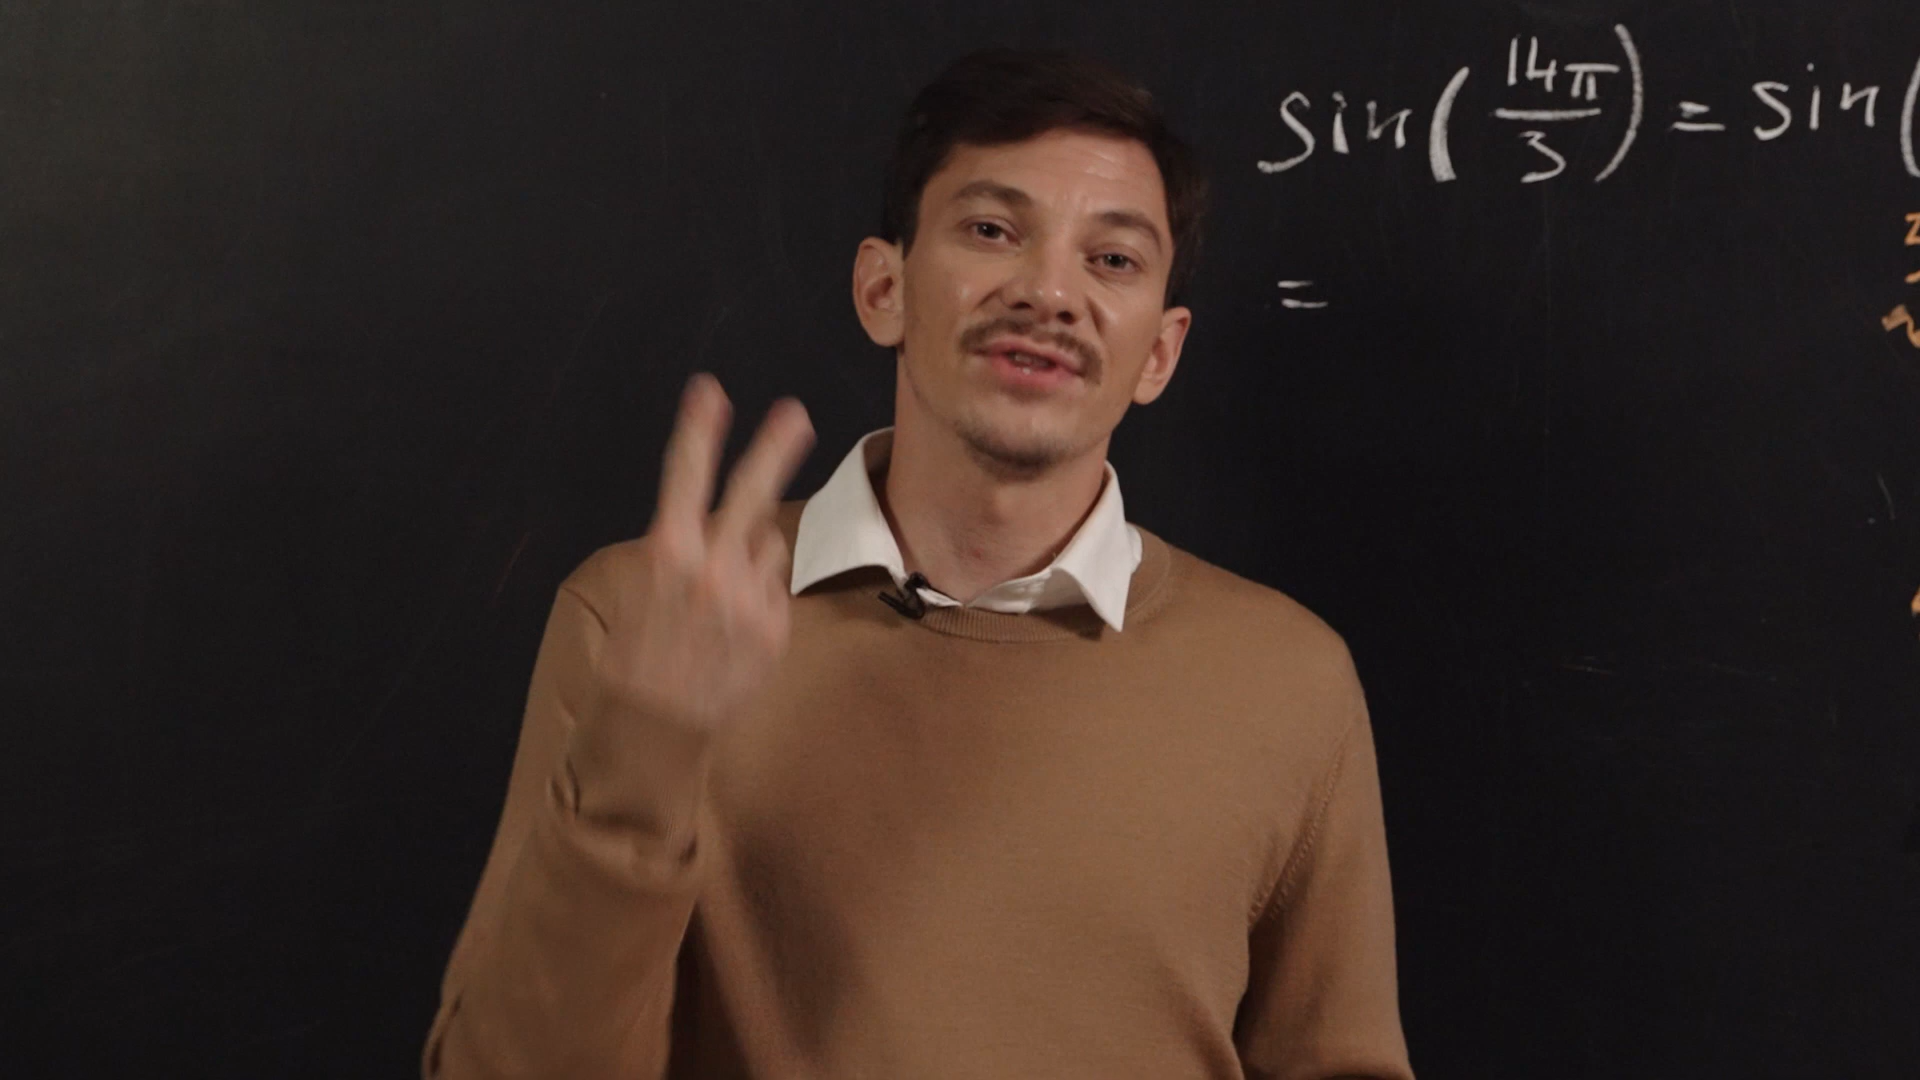 sin(14π/3) = sin(
=